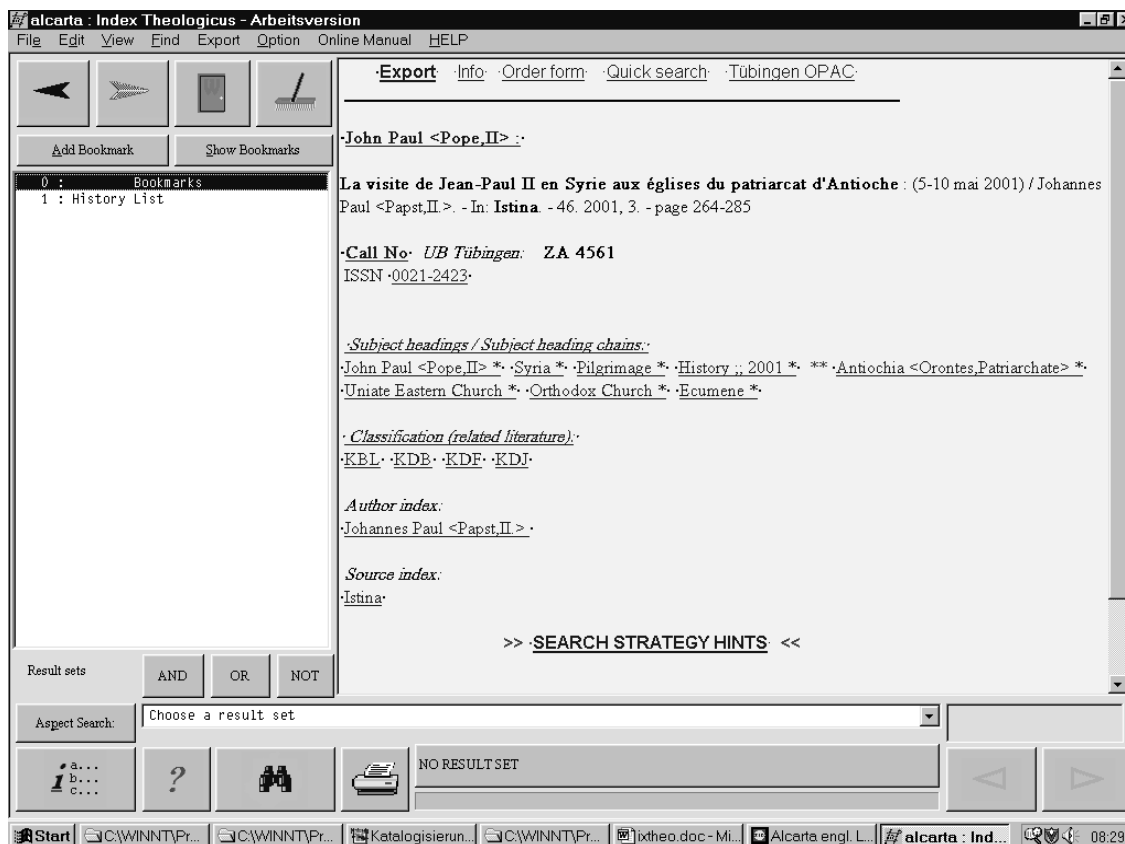 alcarta : Index Theologicus - Arbeitsversion
File Edit View Find Export Option Online Manual HELP
·Export· ·Info· ·Order form· ·Quick search· ·Tübingen OPAC·
Add Bookmark Show Bookmarks
0 : Bookmarks
1 : History List
·John Paul <Pope,II> :·
La visite de Jean-Paul II en Syrie aux églises du patriarcat d'Antioche : (5-10 mai 2001) / Johannes
Paul <Papst,II.>. - In: Istina. - 46. 2001, 3. - page 264-285
·Call No· UB Tübingen: ZA 4561
ISSN ·0021-2423·
·Subject headings / Subject heading chains:·
·John Paul <Pope,II> *· ·Syria *· ·Pilgrimage *· ·History ;; 2001 *· ** ·Antiochia <Orontes,Patriarchate> *·
·Uniate Eastern Church *· ·Orthodox Church *· ·Ecumene *·
· Classification (related literature):·
·KBL· ·KDB· ·KDF· ·KDJ·
Author index:
·Johannes Paul <Papst,II.> ·
Source index:
·Istina·
>> ·SEARCH STRATEGY HINTS· <<
Result sets AND OR NOT
Aspect Search: Choose a result set
i a... b... c... ? NO RESULT SET
Start C:\WINNT\Pr... C:\WINNT\Pr... Katalogisierun... C:\WINNT\Pr... ixtheo.doc - Mi... Alcarta engl. L... alcarta : Ind... 08:29